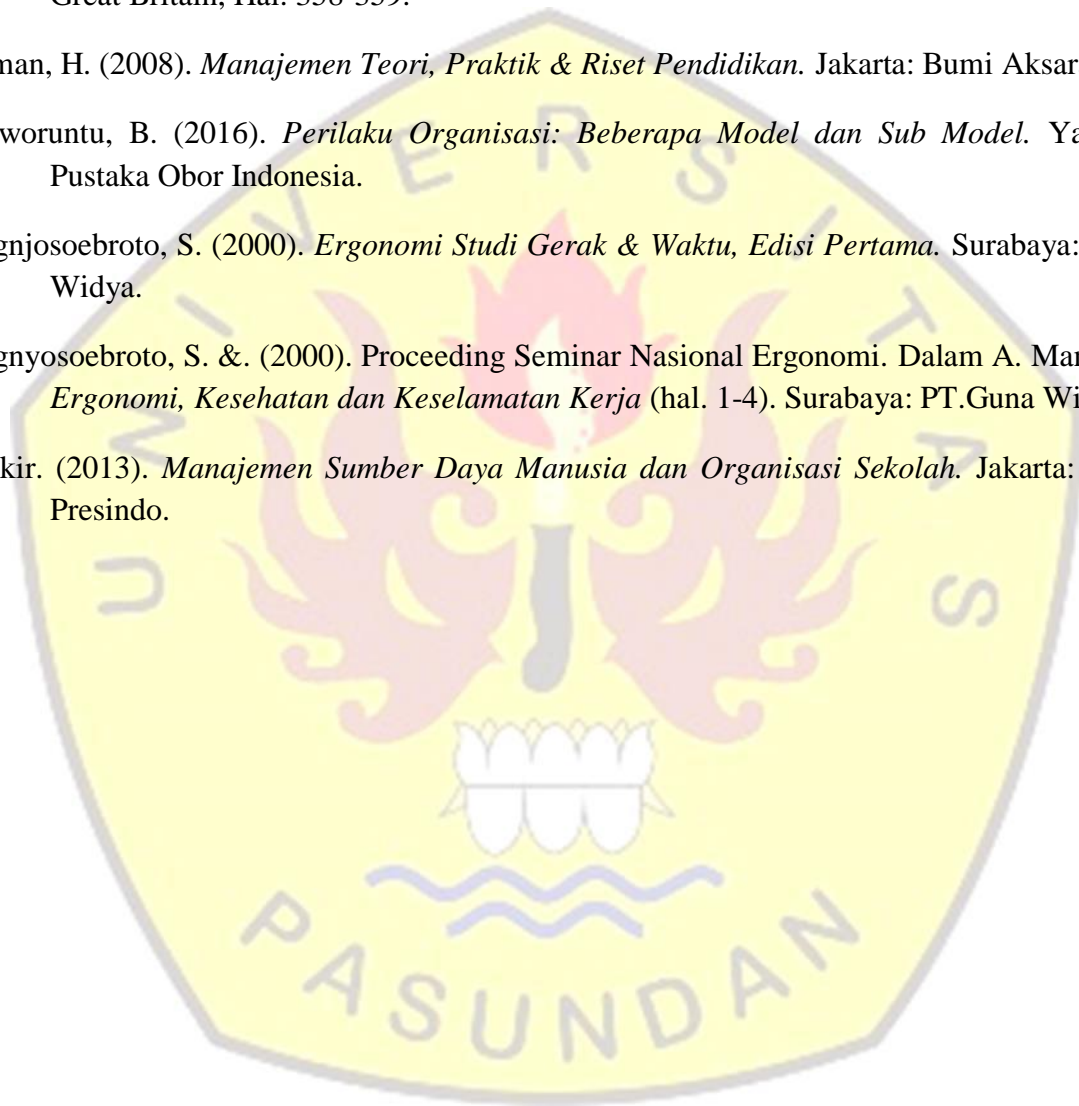 Great Britain, Hal. 338-339.
man, H. (2008). Manajemen Teori, Praktik & Riset Pendidikan. Jakarta: Bumi Aksar
woruntu, B. (2016). Perilaku Organisasi: Beberapa Model dan Sub Model. Ya
Pustaka Obor Indonesia.
gnjosoebroto, S. (2000). Ergonomi Studi Gerak & Waktu, Edisi Pertama. Surabaya:
Widya.
gnyosoebroto, S. &. (2000). Proceeding Seminar Nasional Ergonomi. Dalam A. Mar
Ergonomi, Kesehatan dan Keselamatan Kerja (hal. 1-4). Surabaya: PT.Guna Wi
kir. (2013). Manajemen Sumber Daya Manusia dan Organisasi Sekolah. Jakarta:
Presindo.
UNIVERSITAS
PASUNDAN